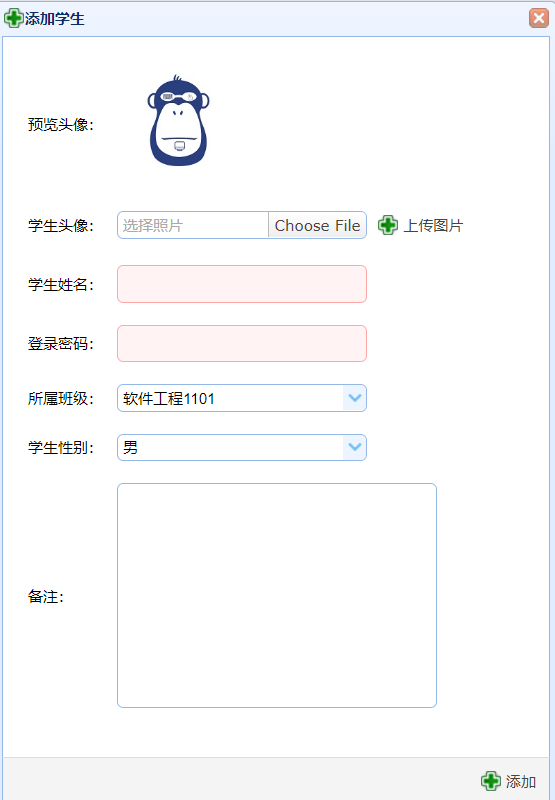 添加学生
预览头像：
学生头像：
选择照片
Choose File
上传图片
学生姓名：
登录密码：
所属班级：
软件工程1101
学生性别：
男
备注：
添加